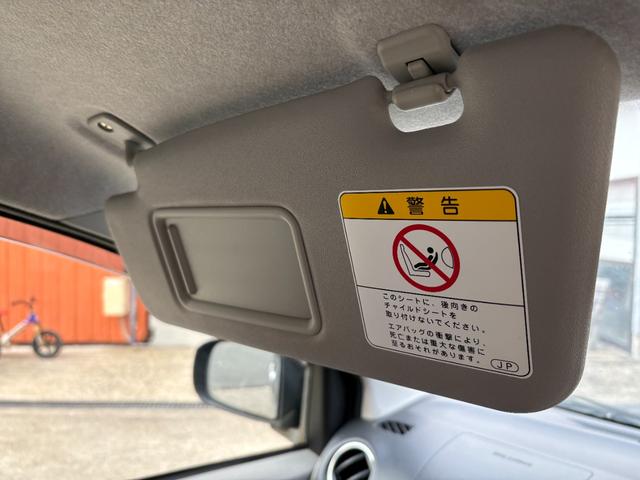 警告
このシートに、後向きの
チャイルドシートを
取り付けないでください。
エアバッグの衝撃により、
死亡または重大な傷害に
至るおそれがあります。
JP